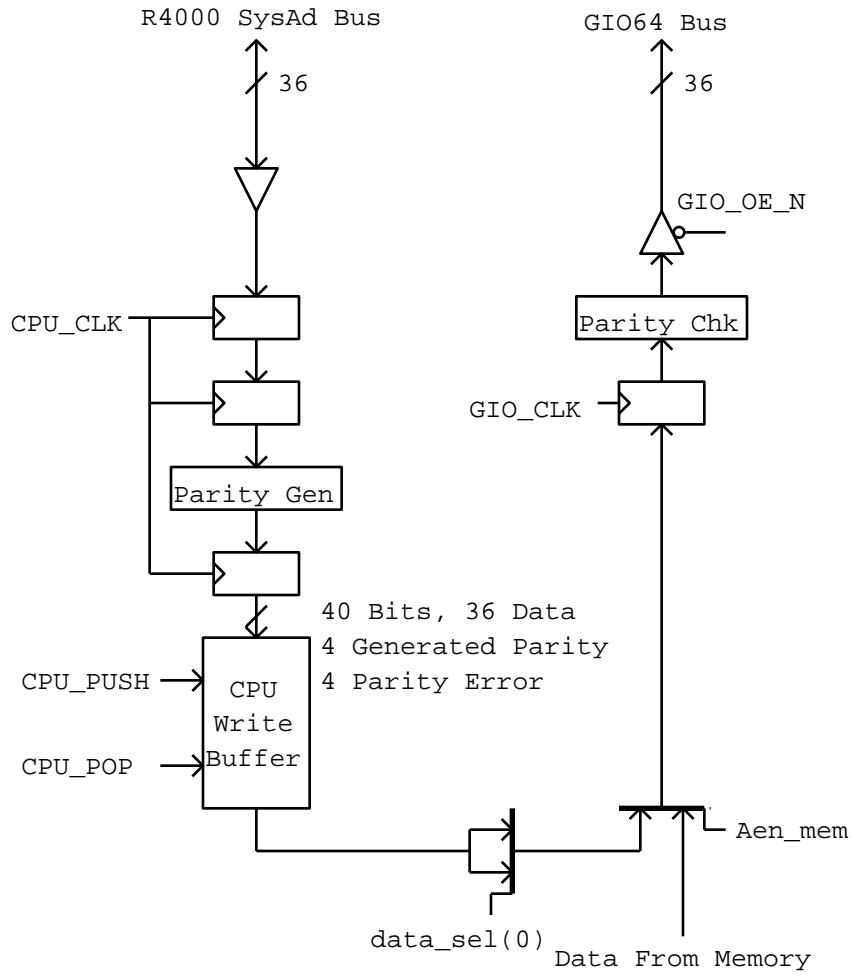 R4000 SysAd Bus
GIO64 Bus
36
36
GIO_OE_N
CPU_CLK
Parity Chk
GIO_CLK
Parity Gen
40 Bits, 36 Data
4 Generated Parity
4 Parity Error
CPU_PUSH
CPU
Write
Buffer
CPU_POP
Aen_mem
data_sel(0)
Data From Memory